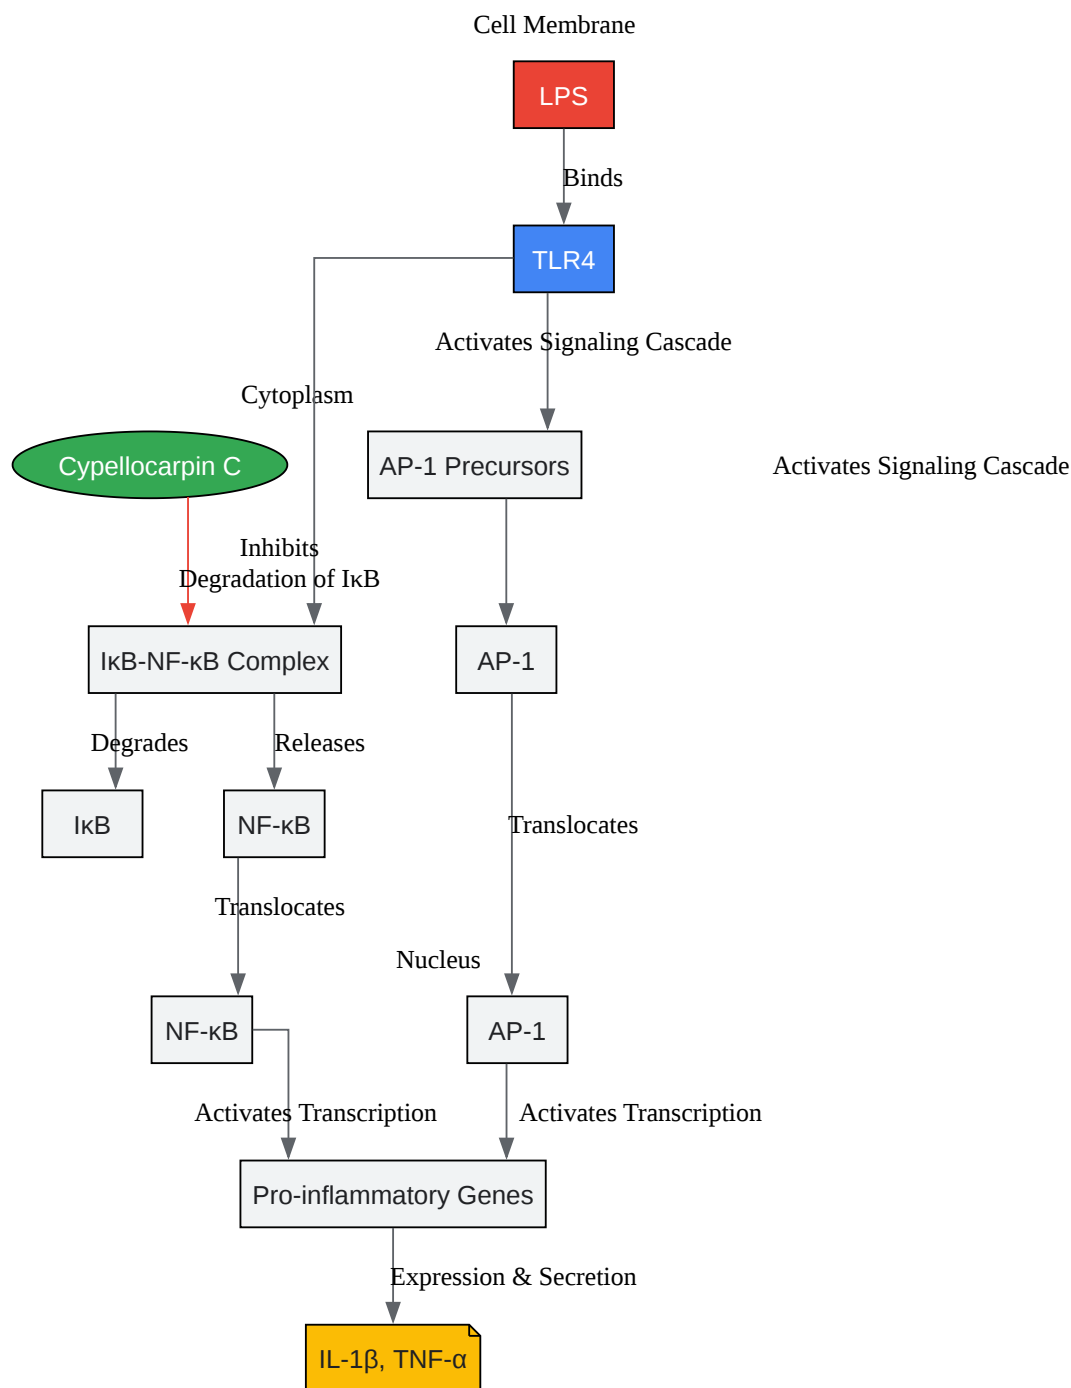 Cell Membrane
LPS
Binds
TLR4
Activates Signaling Cascade
Cytoplasm
Cypellocarpin C
AP-1 Precursors
Activates Signaling Cascade
Inhibits
Degradation of IκB
IκB-NF-κB Complex
AP-1
Degrades
Releases
IκB
NF-κB
Translocates
Translocates
Nucleus
NF-κB
AP-1
Activates Transcription
Activates Transcription
Pro-inflammatory Genes
Expression & Secretion
IL-1β, TNF-α